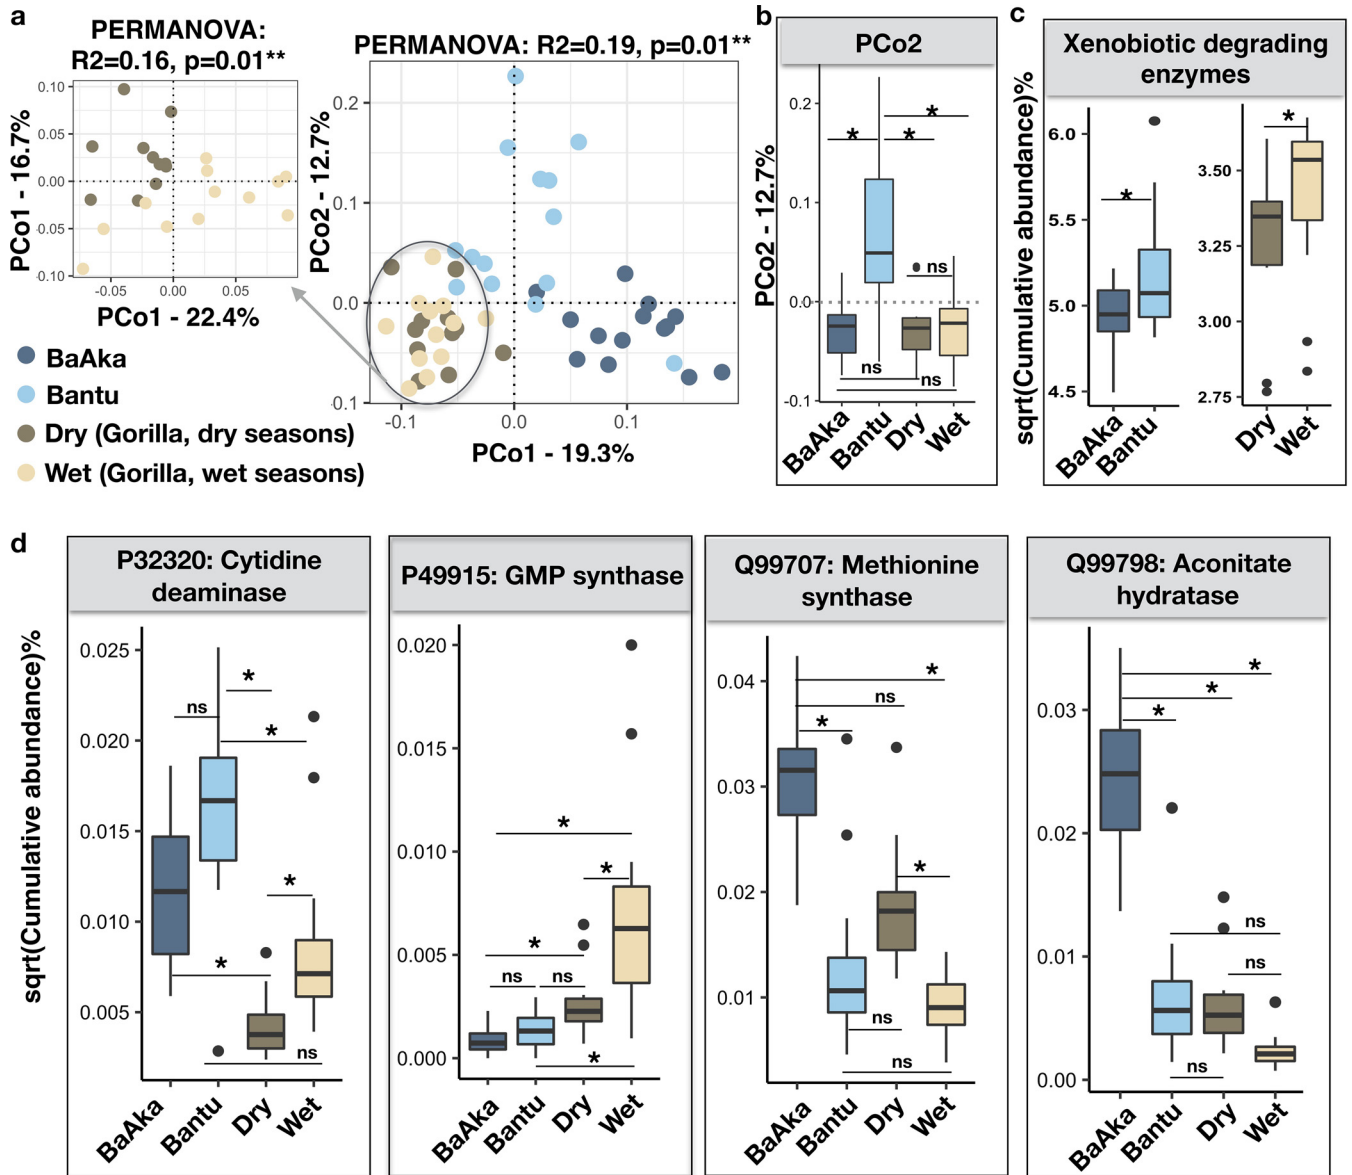 a
PERMANOVA:
R2=0.16, p=0.01**
0.10
0.05
0.00
-0.05
-0.10
-0.05
0.00
0.05
PCo1 - 16.7%
PCo1 - 22.4%
PERMANOVA: R2=0.19, p=0.01**
0.2
0.1
0.0
-0.1
-0.1
0.0
0.1
PCo2 - 12.7%
PCo1 - 19.3%
BaAka
Bantu
Dry (Gorilla, dry seasons)
Wet (Gorilla, wet seasons)
b
PCo2
PCo2 - 12.7%
0.2
0.1
0.0
-0.1
*
*
*
ns
ns
ns
BaAka
Bantu
Dry
Wet
c
Xenobiotic degrading
enzymes
sqrt(Cumulative abundance)%
6.0
5.5
5.0
4.5
*
BaAka
Bantu
3.50
3.25
3.00
2.75
*
Dry
Wet
d
sqrt(Cumulative abundance)%
P32320: Cytidine
deaminase
0.025
0.020
0.015
0.010
0.005
*
ns
*
*
*
ns
BaAka
Bantu
Dry
Wet
P49915: GMP synthase
0.020
0.015
0.010
0.005
0.000
*
*
*
ns
ns
*
BaAka
Bantu
Dry
Wet
Q99707: Methionine
synthase
0.04
0.03
0.02
0.01
*
ns
*
*
ns
ns
BaAka
Bantu
Dry
Wet
Q99798: Aconitate
hydratase
0.03
0.02
0.01
0.00
*
*
*
ns
ns
ns
BaAka
Bantu
Dry
Wet